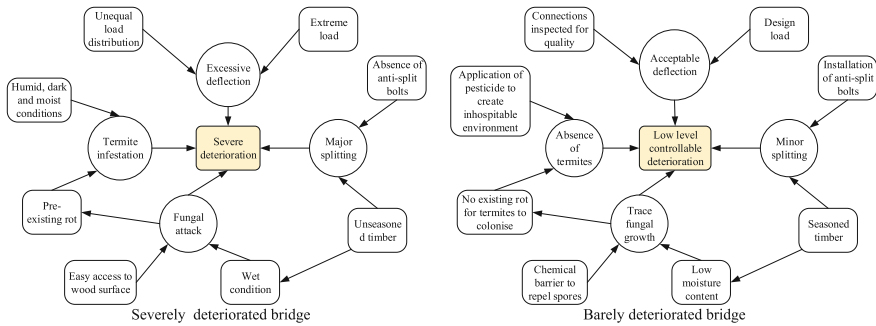 Unequal
load
distribution
Extreme
load
Excessive
deflection
Absence of
anti-split
bolts
Humid, dark
and moist
conditions
Termite
infestation
Severe
deterioration
Major
splitting
Pre-
existing rot
Fungal
attack
Unseasone
d timber
Easy access to
wood surface
Wet
condition
Severely deteriorated bridge
Connections
inspected for
quality
Design
load
Acceptable
deflection
Installation
of anti-split
bolts
Application of
pesticide to
create
inhospitable
environment
Absence
of
termites
Low level
controllable
deterioration
Minor
splitting
No existing rot
for termites to
colonise
Trace
fungal
growth
Seasoned
timber
Chemical
barrier to
repel spores
Low
moisture
content
Barely deteriorated bridge